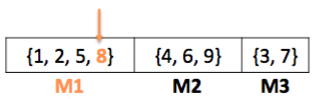 {1, 2, 5, 8} {4, 6, 9} {3, 7}
M1 M2 M3